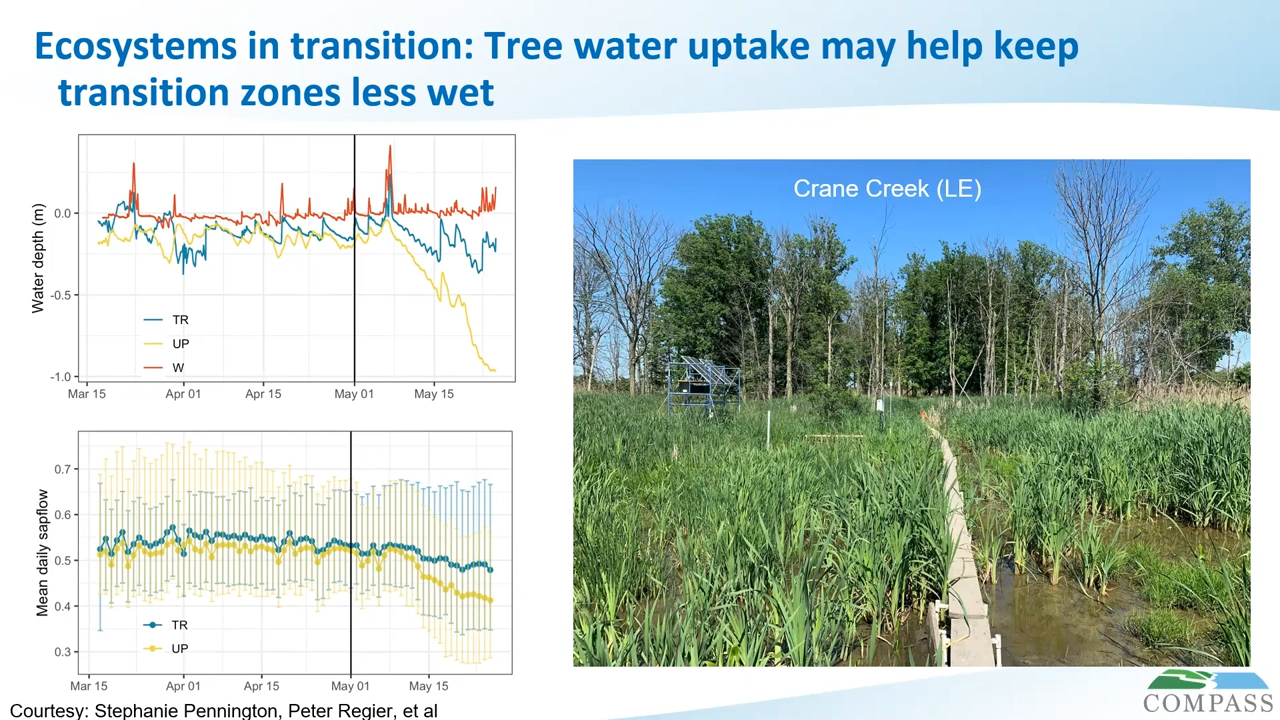 Ecosystems in transition: Tree water uptake may help keep
transition zones less wet
Water depth (m)
0.0
-0.5
-1.0
TR
UP
W
Mar 15
Apr 01
Apr 15
May 01
May 15
Mean daily sapflow
0.7
0.6
0.5
0.4
0.3
TR
UP
Mar 15
Apr 01
Apr 15
May 01
May 15
Crane Creek (LE)
Courtesy: Stephanie Pennington, Peter Regier, et al
COMPASS